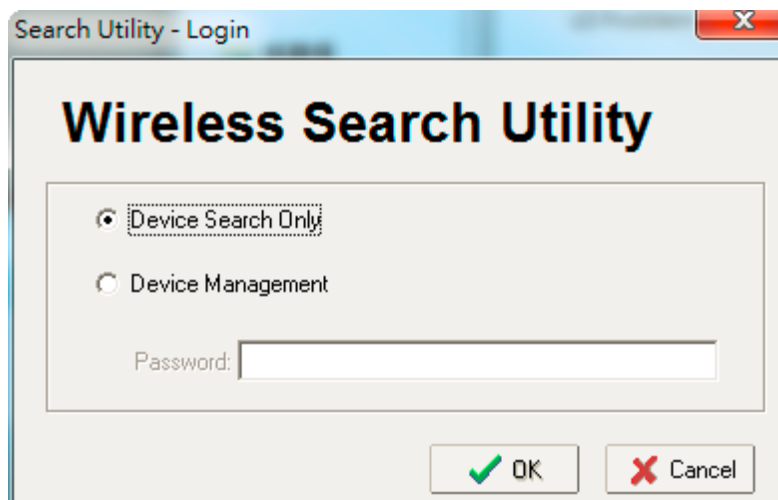 Search Utility - Login
Wireless Search Utility
Device Search Only
Device Management
Password:
OK
Cancel